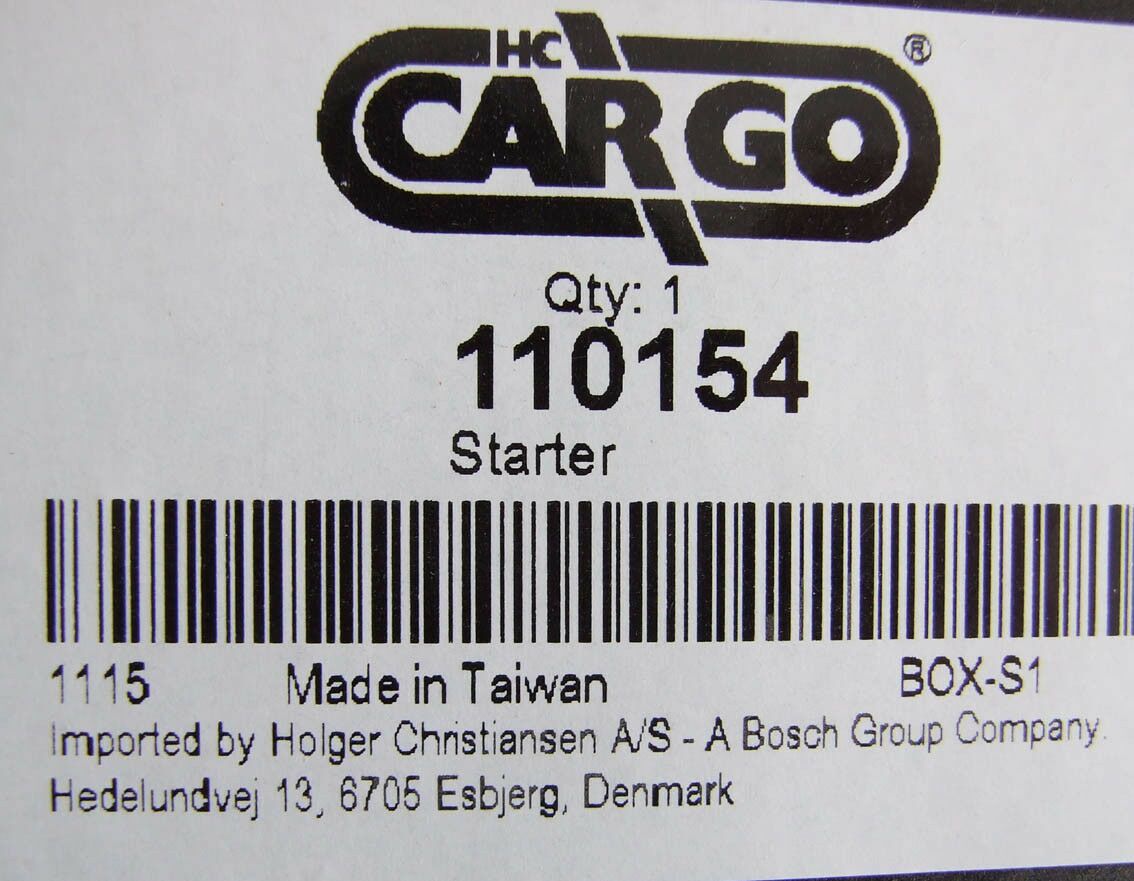 HC
CARGO ®
Qty: 1
110154
Starter
1115 Made in Taiwan BOX-S1
Imported by Holger Christiansen A/S - A Bosch Group Company.
Hedelundvej 13, 6705 Esbjerg, Denmark